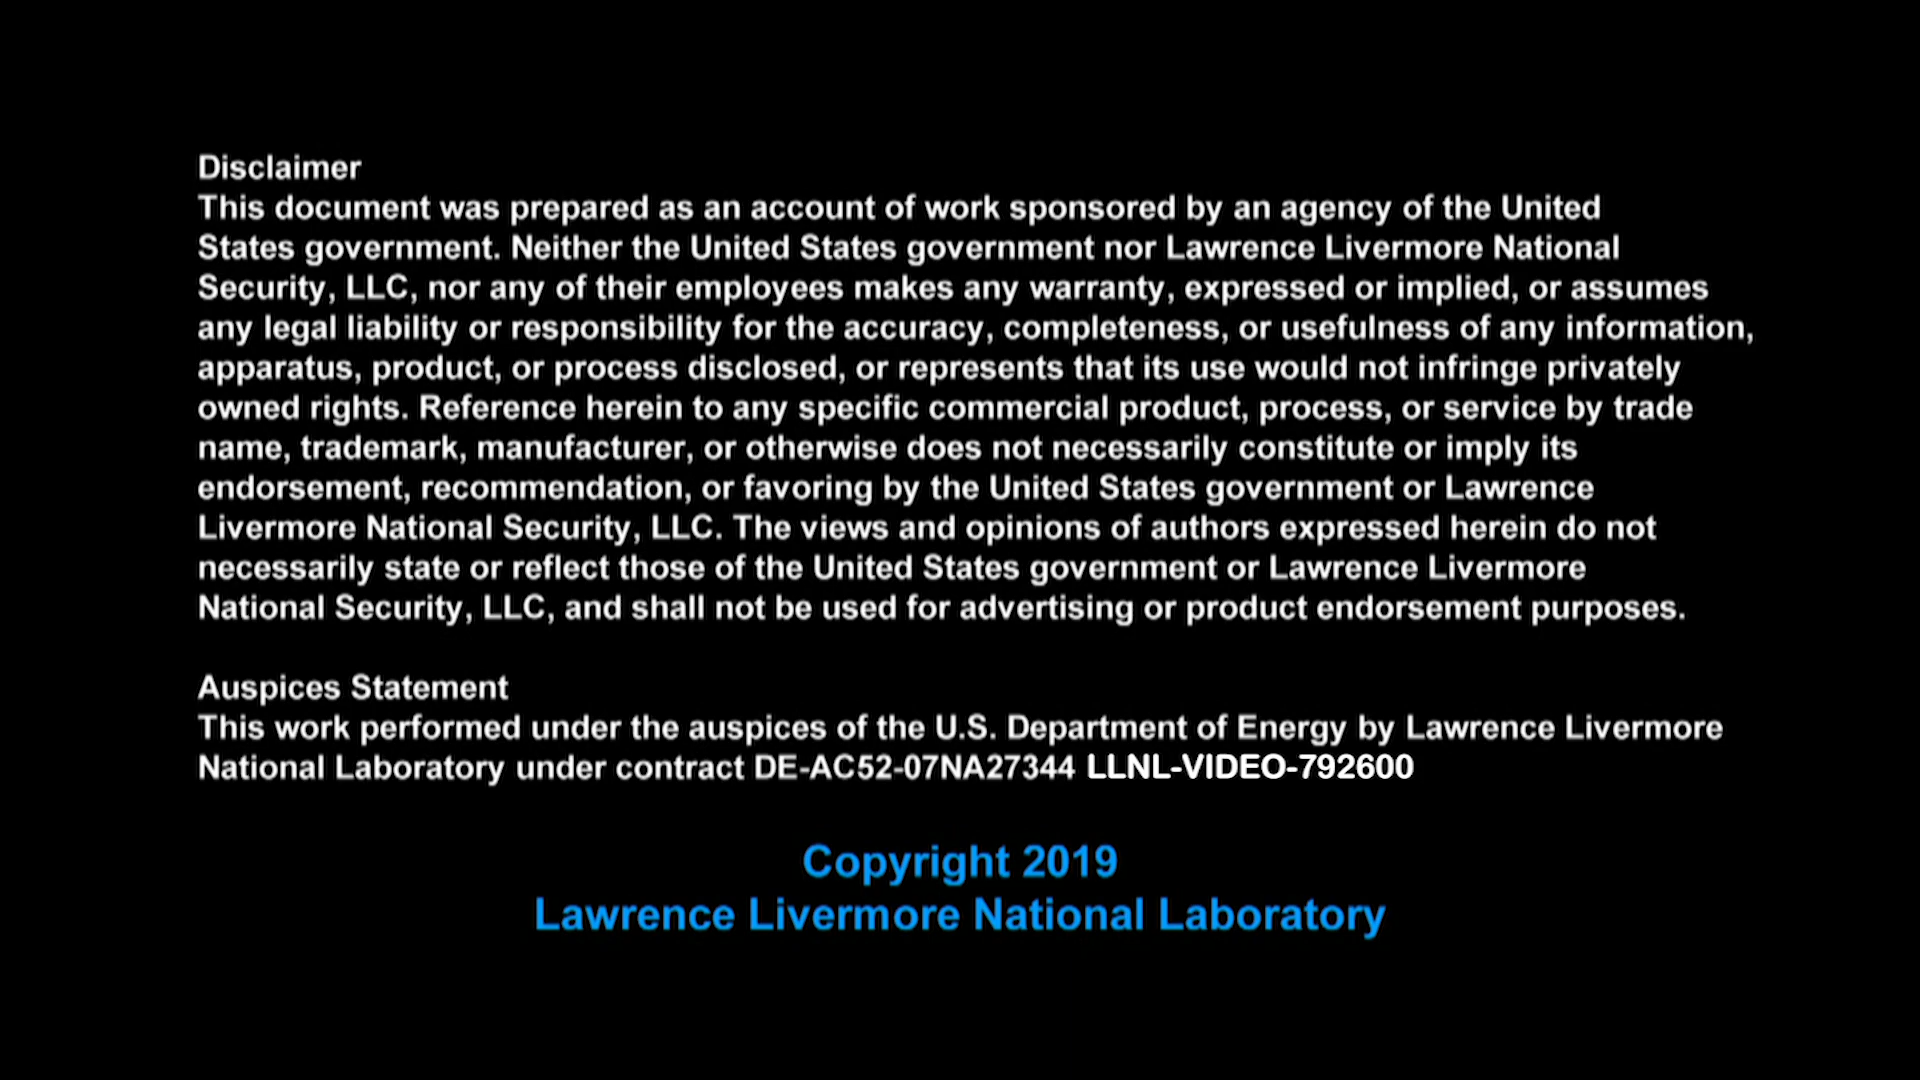 Disclaimer
This document was prepared as an account of work sponsored by an agency of the United
States government. Neither the United States government nor Lawrence Livermore National
Security, LLC, nor any of their employees makes any warranty, expressed or implied, or assumes
any legal liability or responsibility for the accuracy, completeness, or usefulness of any information,
apparatus, product, or process disclosed, or represents that its use would not infringe privately
owned rights. Reference herein to any specific commercial product, process, or service by trade
name, trademark, manufacturer, or otherwise does not necessarily constitute or imply its
endorsement, recommendation, or favoring by the United States government or Lawrence
Livermore National Security, LLC. The views and opinions of authors expressed herein do not
necessarily state or reflect those of the United States government or Lawrence Livermore
National Security, LLC, and shall not be used for advertising or product endorsement purposes.
Auspices Statement
This work performed under the auspices of the U.S. Department of Energy by Lawrence Livermore
National Laboratory under contract DE-AC52-07NA27344 LLNL-VIDEO-792600
Copyright 2019
Lawrence Livermore National Laboratory